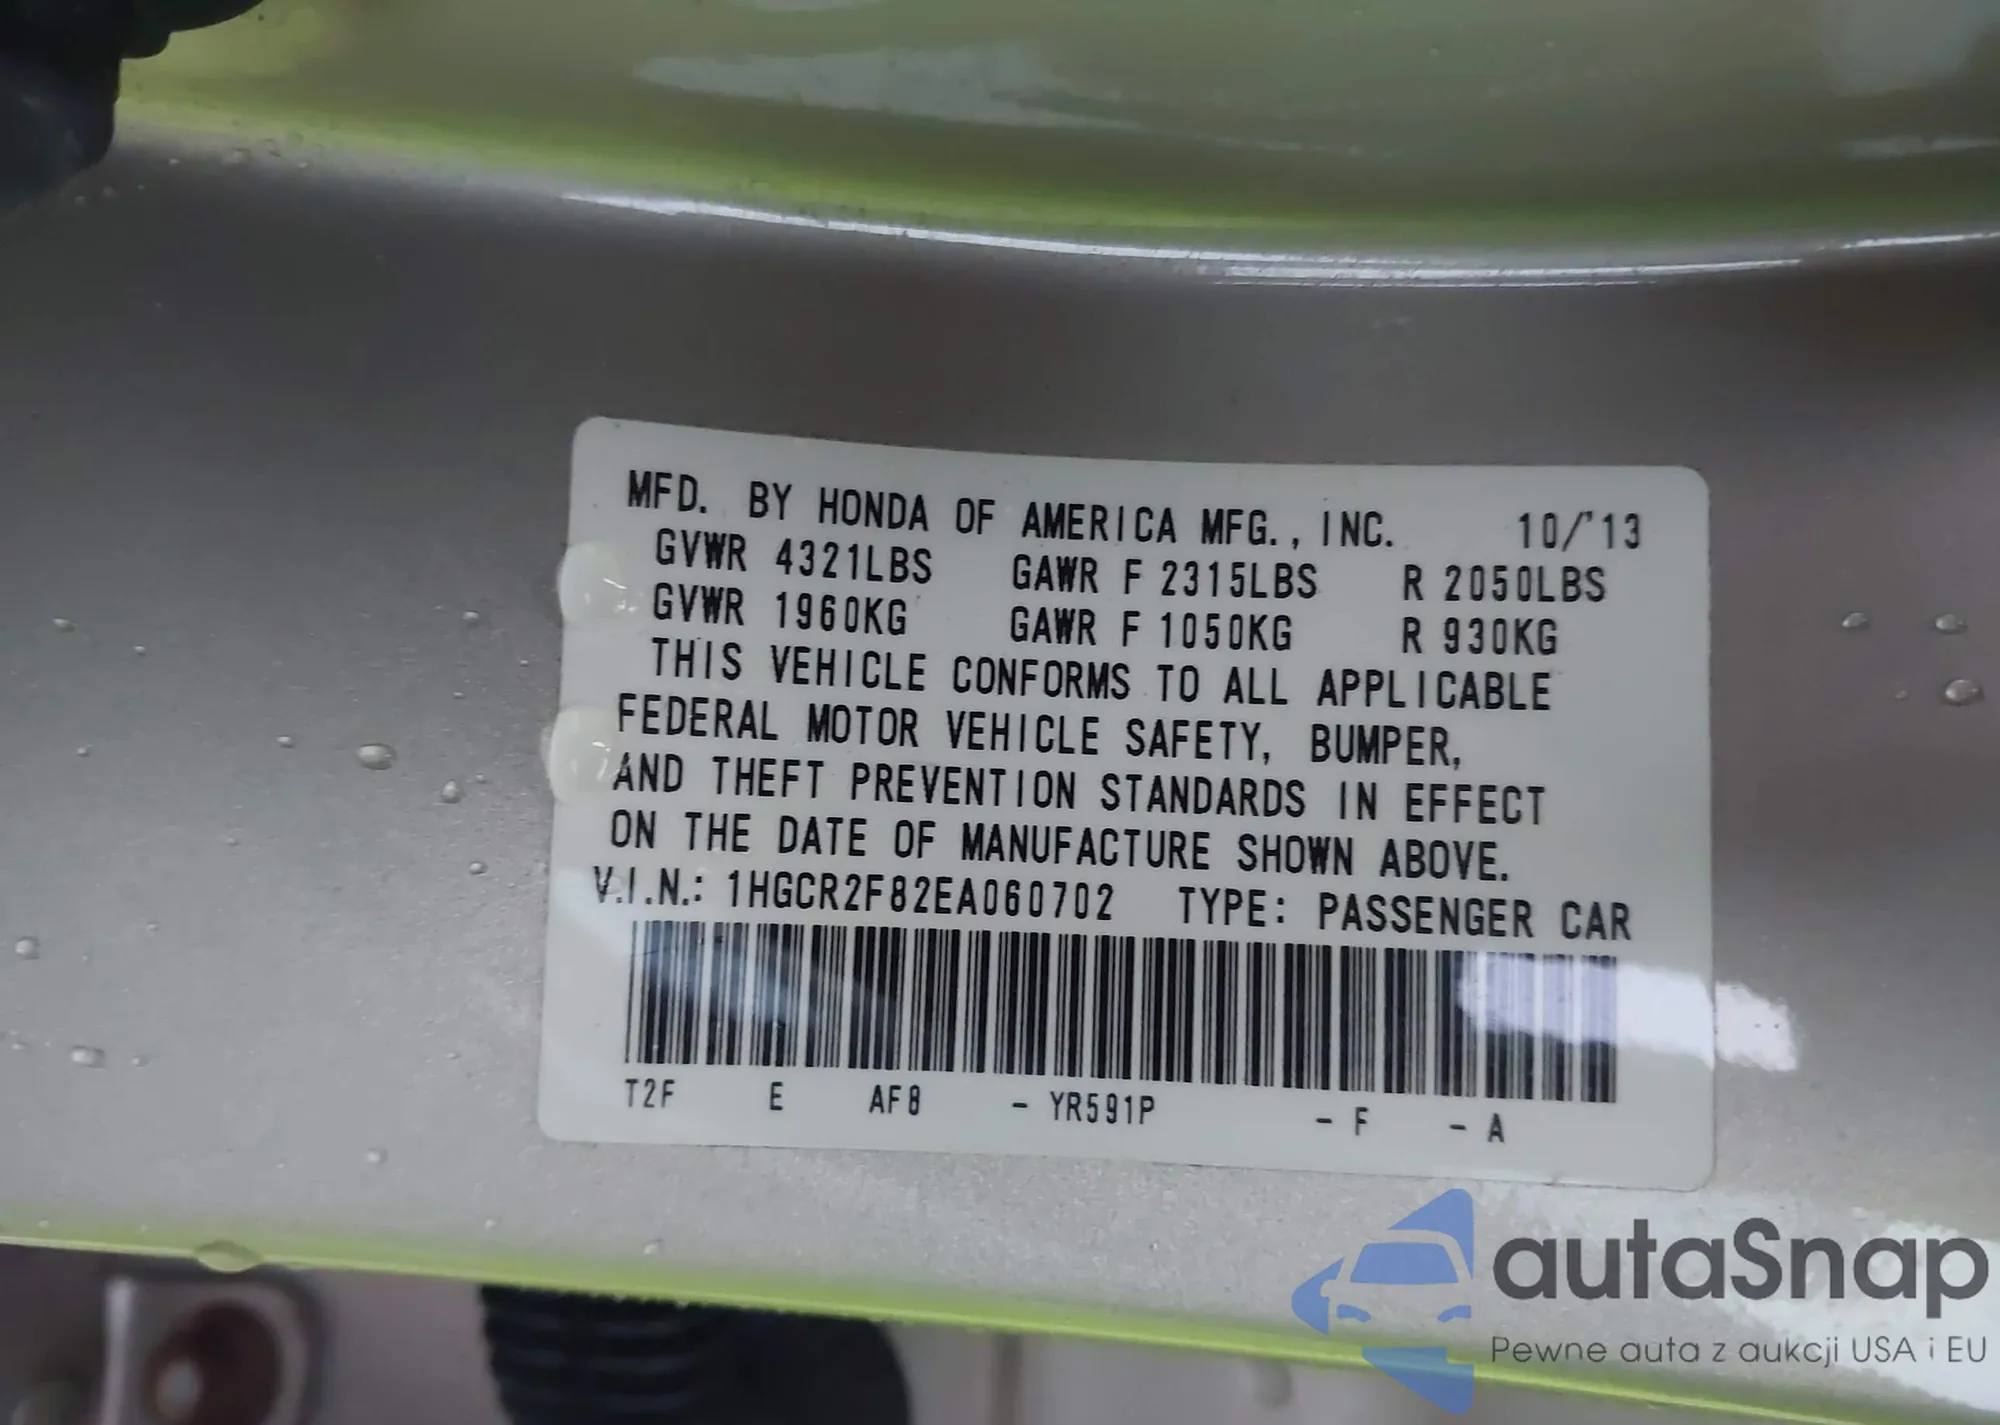 MFD. BY HONDA OF AMERICA MFG., INC. 10/'13
GVWR 4321LBS GAWR F 2315LBS R 2050LBS
GVWR 1960KG GAWR F 1050KG R 930KG
THIS VEHICLE CONFORMS TO ALL APPLICABLE
FEDERAL MOTOR VEHICLE SAFETY, BUMPER,
AND THEFT PREVENTION STANDARDS IN EFFECT
ON THE DATE OF MANUFACTURE SHOWN ABOVE.
V.I.N.: 1HGCR2F82EA060702 TYPE: PASSENGER CAR
T2F E AF8 - YR591P - F - A
autaSnap
Pewne auta z aukcji USA i EU